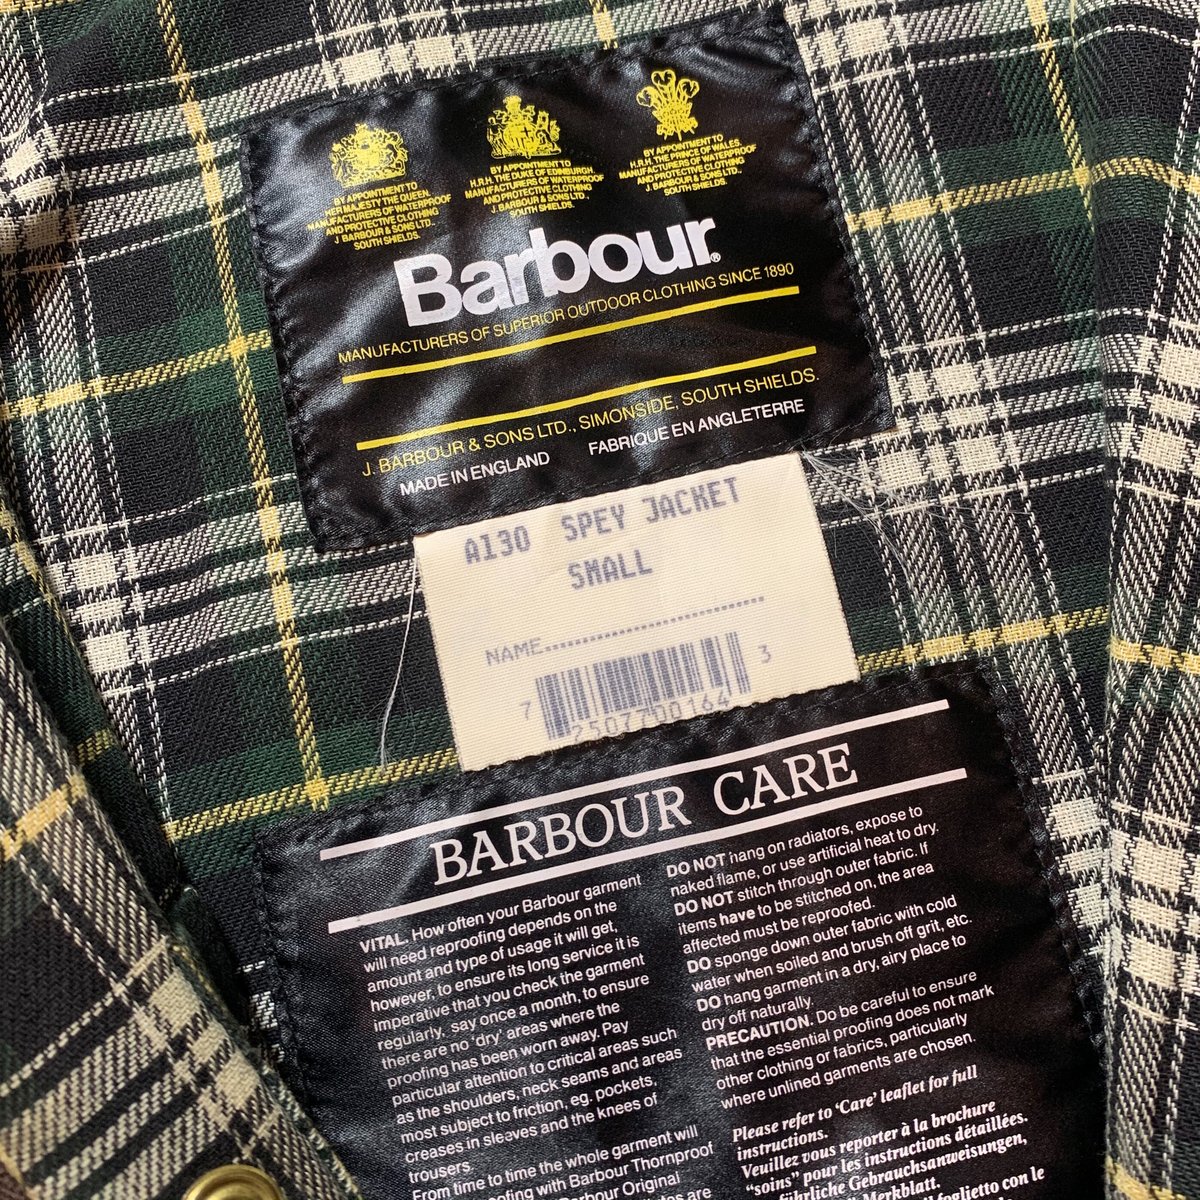 BY APPOINTMENT TO
HER MAJESTY THE QUEEN
MANUFACTURERS OF WATERPROOF
AND PROTECTIVE CLOTHING
J BARBOUR & SONS LTD.,
SOUTH SHIELDS.
BY APPOINTMENT TO
H.R.H. THE DUKE OF EDINBURGH
MANUFACTURERS OF WATERPROOF
AND PROTECTIVE CLOTHING
J. BARBOUR & SONS LTD.,
SOUTH SHIELDS.
BY APPOINTMENT TO
H.R.H. THE PRINCE OF WALES
MANUFACTURERS OF WATERPROOF
AND PROTECTIVE CLOTHING
J. BARBOUR & SONS LTD.,
SOUTH SHIELDS.
Barbour®
MANUFACTURERS OF SUPERIOR OUTDOOR CLOTHING SINCE 1890
J. BARBOUR & SONS LTD., SIMONSIDE, SOUTH SHIELDS.
MADE IN ENGLAND FABRIQUE EN ANGLETERRE
A130 SPEY JACKET
SMALL
NAME..............................
7 25077 00164 3
BARBOUR CARE
VITAL. How often your Barbour garment
will need reproofing depends on the
amount and type of usage it will get,
however, to ensure its long service it is
imperative that you check the garment
regularly, say once a month, to ensure
there are no 'dry' areas where the
proofing has been worn away. Pay
particular attention to critical areas such
as the shoulders, neck seams and areas
most subject to friction, eg. pockets,
creases in sleeves and the knees of
trousers.
From time to time the whole garment will
proofing with Barbour Thornproof
Barbour Original
DO NOT hang on radiators, expose to
naked flame, or use artificial heat to dry.
DO NOT stitch through outer fabric. If
items have to be stitched on, the area
affected must be reproofed.
DO sponge down outer fabric with cold
water when soiled and brush off grit, etc.
DO hang garment in a dry, airy place to
dry off naturally.
PRECAUTION. Do be careful to ensure
that the essential proofing does not mark
other clothing or fabrics, particularly
where unlined garments are chosen.
Please refer to 'Care' leaflet for full
instructions.
Veuillez vous reporter à la brochure
"soins" pour les instructions détaillées.
führliche Gebrauchsanweisungen,
Merkblatt.
foglietto con le